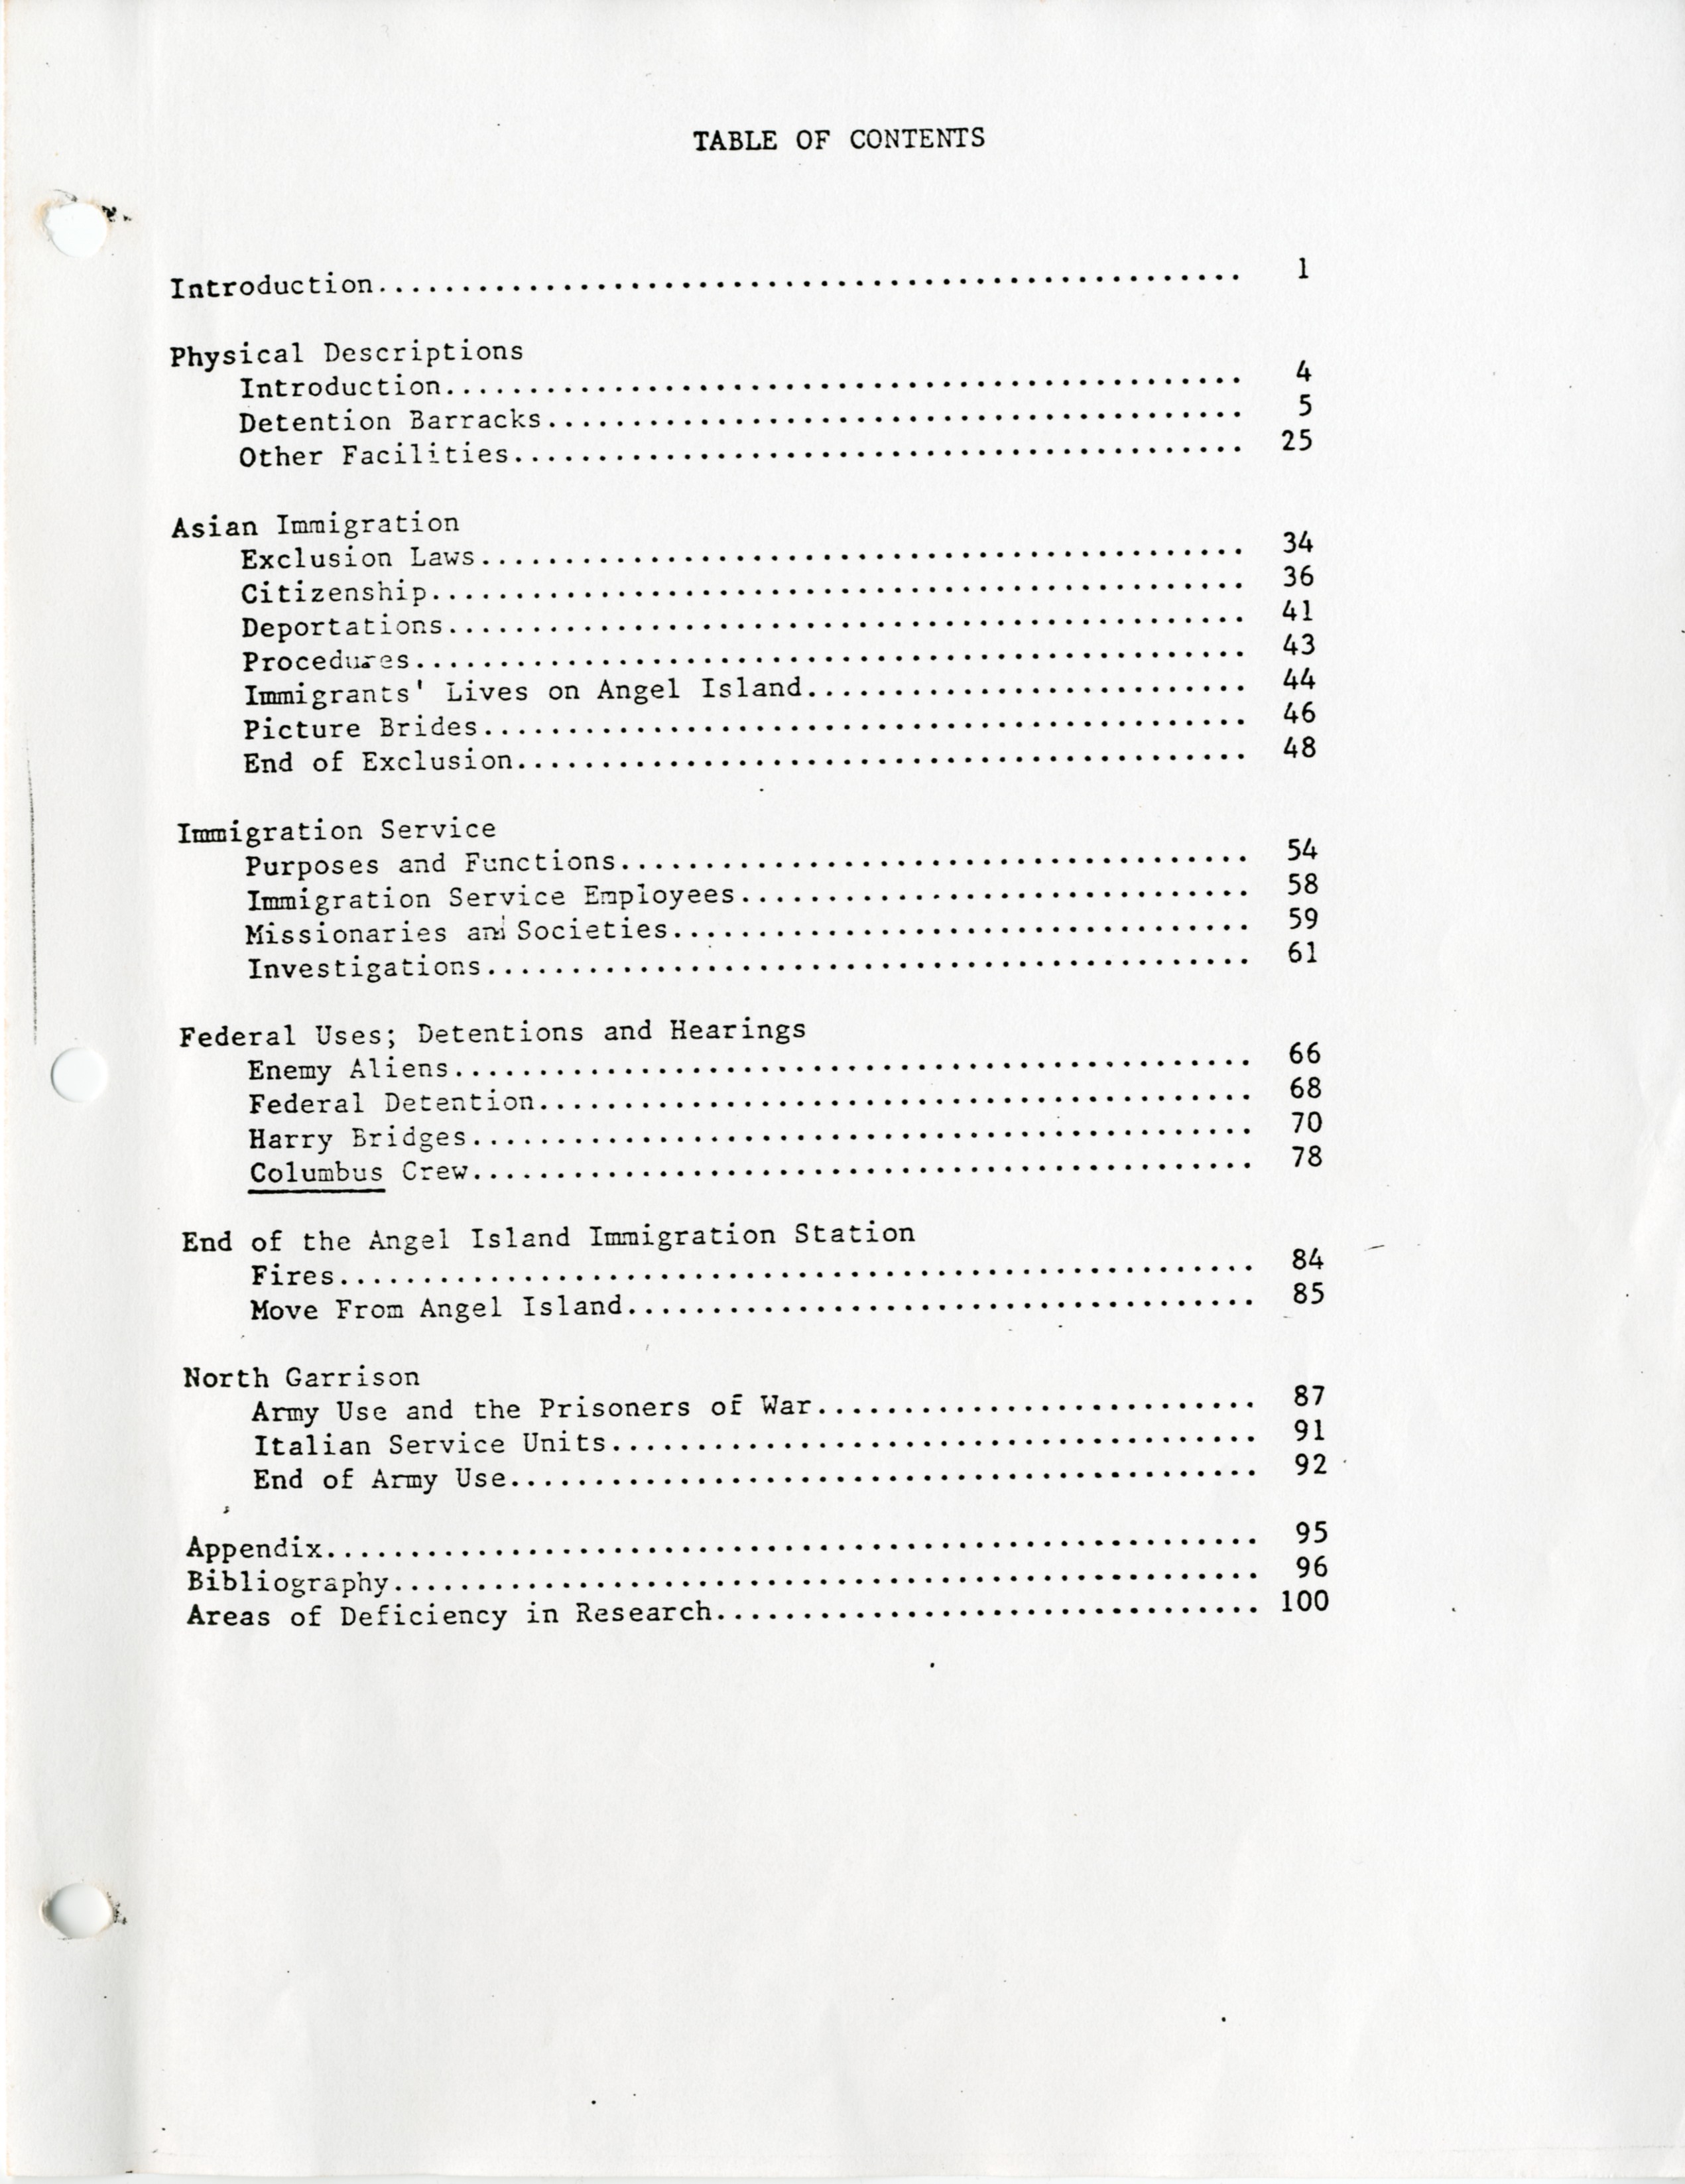 TABLE OF CONTENTS
Introduction.................................................... 1
Physical Descriptions
Introduction................................................ 4
Detention Barracks.......................................... 5
Other Facilities............................................ 25
Asian Immigration
Exclusion Laws.............................................. 34
Citizenship................................................. 36
Deportations................................................ 41
Procedures.................................................. 43
Immigrants' Lives on Angel Island........................... 44
Picture Brides.............................................. 46
End of Exclusion............................................ 48
Immigration Service
Purposes and Functions...................................... 54
Immigration Service Employees............................... 58
Missionaries and Societies................................... 59
Investigations.............................................. 61
Federal Uses; Detentions and Hearings
Enemy Aliens................................................ 66
Federal Detention........................................... 68
Harry Bridges............................................... 70
Columbus Crew............................................... 78
End of the Angel Island Immigration Station
Fires....................................................... 84
Move From Angel Island...................................... 85
North Garrison
Army Use and the Prisoners of War........................... 87
Italian Service Units....................................... 91
End of Army Use............................................. 92
Appendix........................................................ 95
Bibliography.................................................... 96
Areas of Deficiency in Research................................. 100